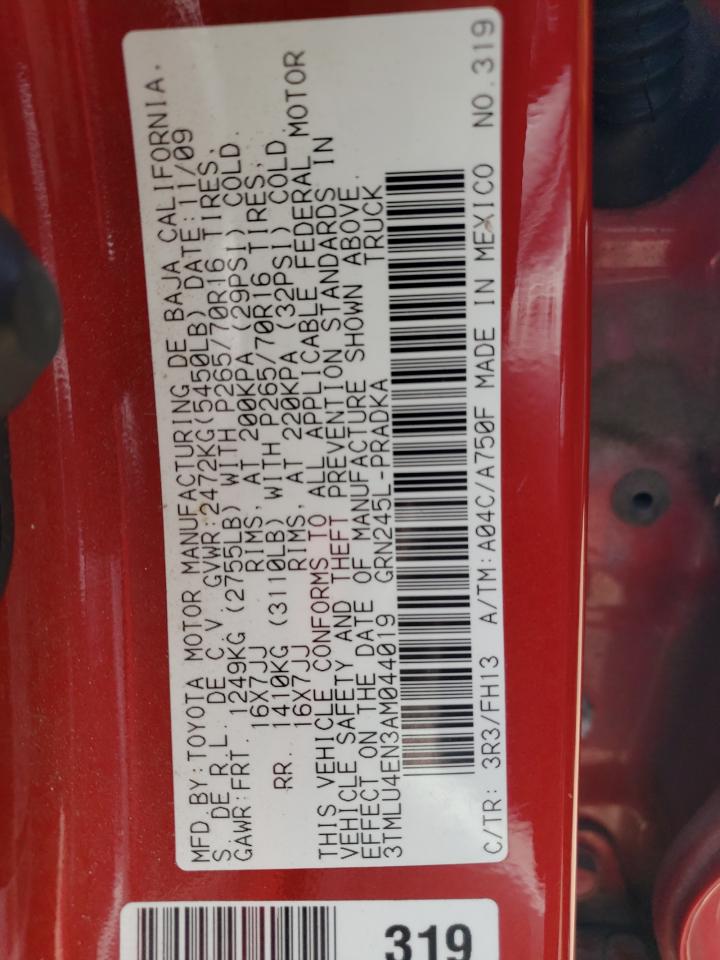 MFD.BY:TOYOTA MOTOR MANUFACTURING DE BAJA CALIFORNIA.
S. DE R.L. DE C.V. GVWR:2472KG(5450LB) DATE:11/09
GAWR:FRT. 1249KG (2755LB) WITH P265/70R16 TIRES,
16X7JJ RIMS, AT 200KPA (29PSI) COLD.
RR. 1410KG (3110LB) WITH P265/70R16 TIRES,
16X7JJ RIMS, AT 220KPA (32PSI) COLD.
THIS VEHICLE CONFORMS TO ALL APPLICABLE FEDERAL MOTOR
VEHICLE SAFETY AND THEFT PREVENTION STANDARDS IN
EFFECT ON THE DATE OF MANUFACTURE SHOWN ABOVE.
3TMLU4EN3AM044019 GRN245L-PRADKA TRUCK
C/TR: 3R3/FH13 A/TM:A04C/A750F MADE IN MEXICO NO.319
319